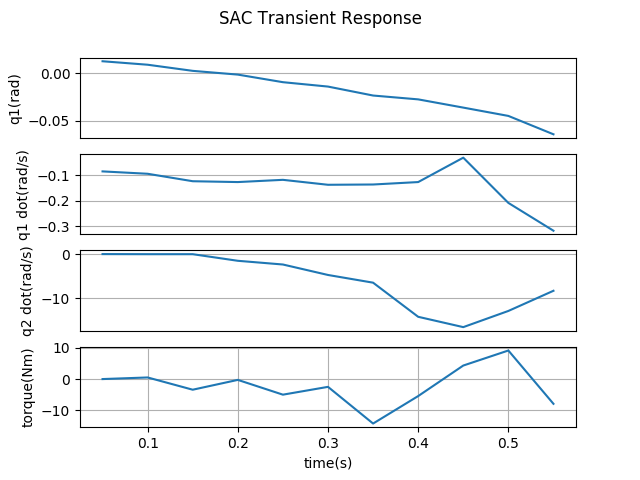 SAC Transient Response
q1(rad)
0.00
−0.05
q1 dot(rad/s)
−0.1
−0.2
−0.3
q2 dot(rad/s)
0
−10
torque(Nm)
10
0
−10
0.1 0.2 0.3 0.4 0.5
time(s)